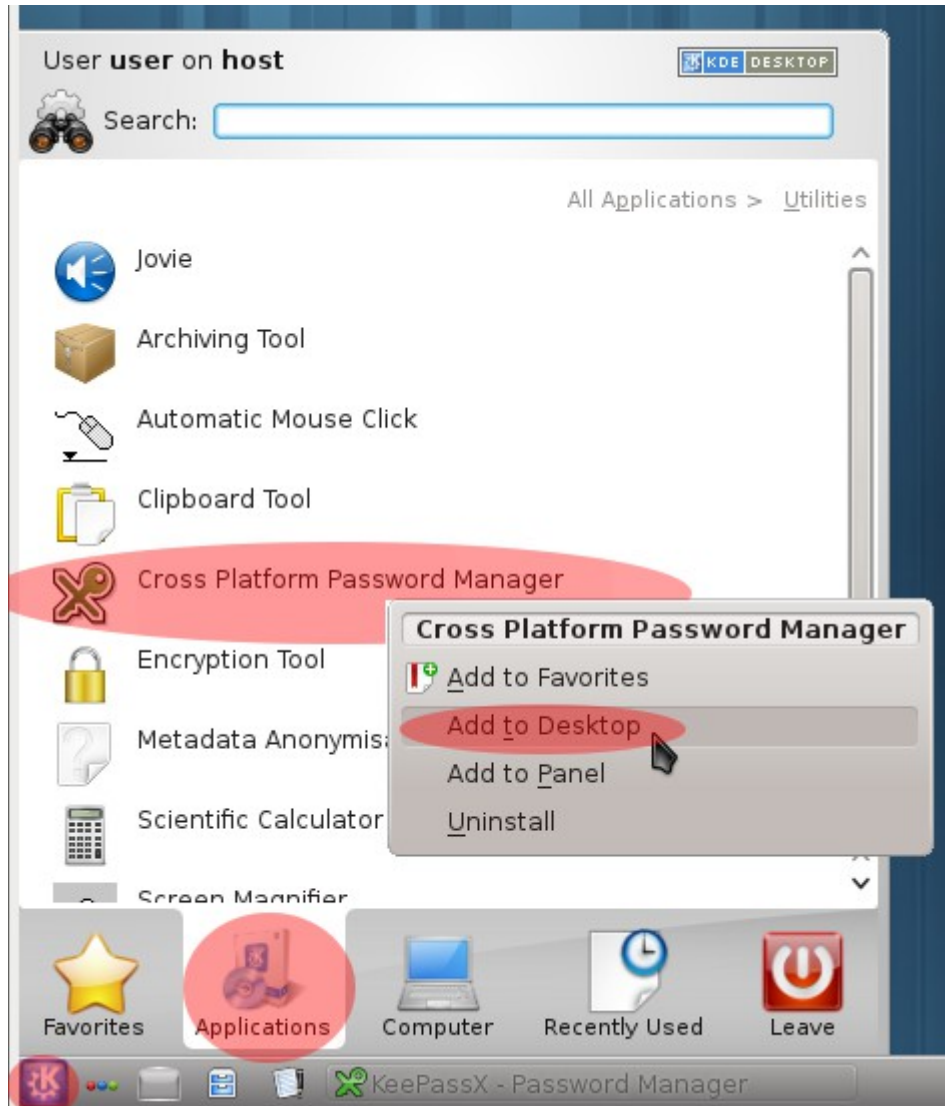 User user on host
KDE DESKTOP
Search:
All Applications > Utilities
Jovie
Archiving Tool
Automatic Mouse Click
Clipboard Tool
Cross Platform Password Manager
Cross Platform Password Manager
Encryption Tool
Add to Favorites
Add to Desktop
Metadata Anonymis
Add to Panel
Scientific Calculator
Uninstall
Screen Magnifier
Favorites Applications Computer Recently Used Leave
KeePassX - Password Manager